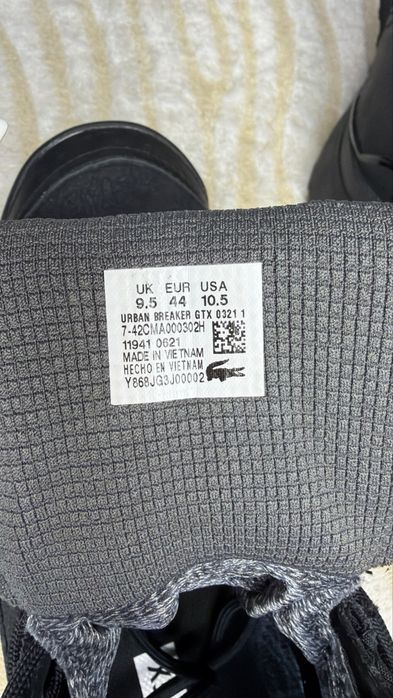 UK EUR USA
9.5 44 10.5
URBAN BREAKER GTX 0321 1
7-42CMA000302H
11941 0621
MADE IN VIETNAM
HECHO EN VIETNAM
Y868JG3J00002